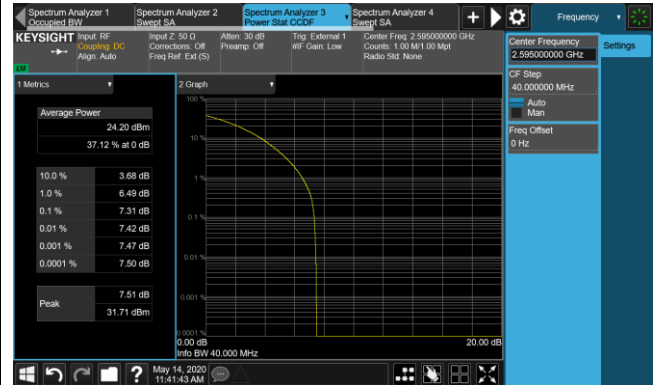 Spectrum Analyzer 1
Occupied BW
Spectrum Analyzer 2
Swept SA
Spectrum Analyzer 3
Power Stat CCDF
Spectrum Analyzer 4
Swept SA
Frequency
KEYSIGHT
Input: RF
Coupling: DC
Align: Auto
Input Z: 50 Ω
Corrections: Off
Freq Ref: Ext (S)
Atten: 30 dB
Preamp: Off
Trig: External 1
#IF Gain: Low
Center Freq: 2.595000000 GHz
Counts: 1.00 M/1.00 Mpt
Radio Std: None
LXI
Center Frequency
2.595000000 GHz
Settings
CF Step
40.000000 MHz
Auto
Man
Freq Offset
0 Hz
1 Metrics
Average Power
24.20 dBm
37.12 % at 0 dB
10.0 % 3.68 dB
1.0 % 6.49 dB
0.1 % 7.31 dB
0.01 % 7.42 dB
0.001 % 7.47 dB
0.0001 % 7.50 dB
Peak
7.51 dB
31.71 dBm
2 Graph
100 %
10 %
1 %
0.1 %
0.01 %
0.001 %
0.0001 %
0.00 dB
20.00 dB
Info BW 40.000 MHz
May 14, 2020
11:41:43 AM